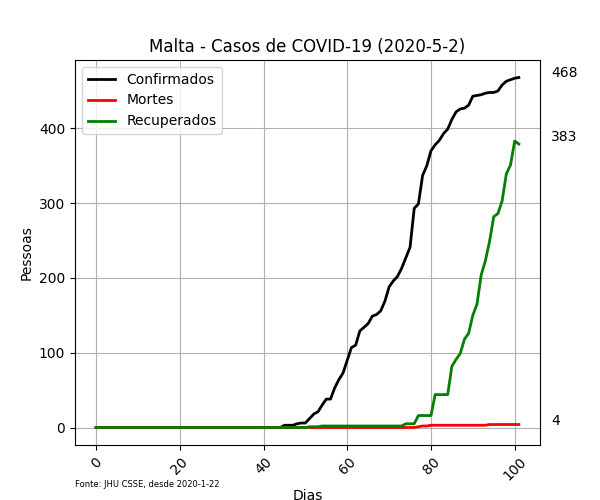 Malta - Casos de COVID-19 (2020-5-2)
Confirmados
Mortes
Recuperados
468
383
4
Pessoas
400
300
200
100
0
0
20
40
60
80
100
Fonte: JHU CSSE, desde 2020-1-22
Dias